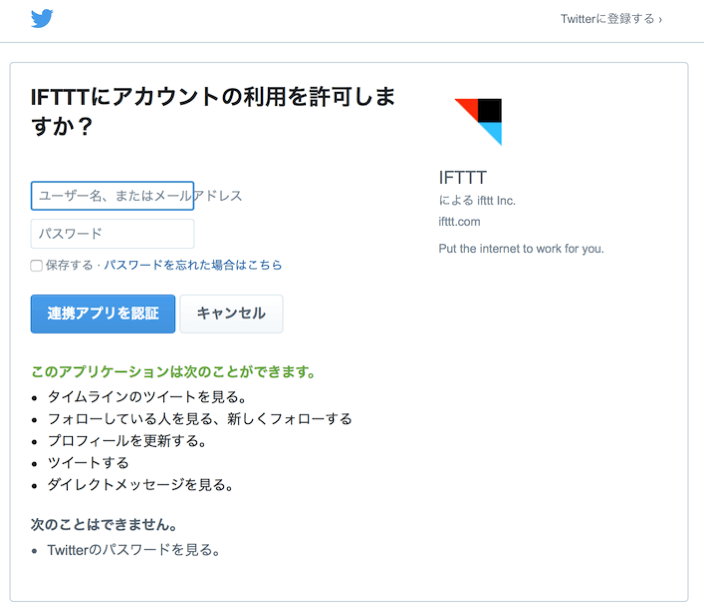 Twitterに登録する ›
IFTTTにアカウントの利用を許可しま
すか？
ユーザー名、またはメールアドレス
パスワード
保存する · パスワードを忘れた場合はこちら
連携アプリを認証 キャンセル
このアプリケーションは次のことができます。
• タイムラインのツイートを見る。
• フォローしている人を見る、新しくフォローする
• プロフィールを更新する。
• ツイートする
• ダイレクトメッセージを見る。
次のことはできません。
• Twitterのパスワードを見る。
IFTTT
による ifttt Inc.
ifttt.com
Put the internet to work for you.